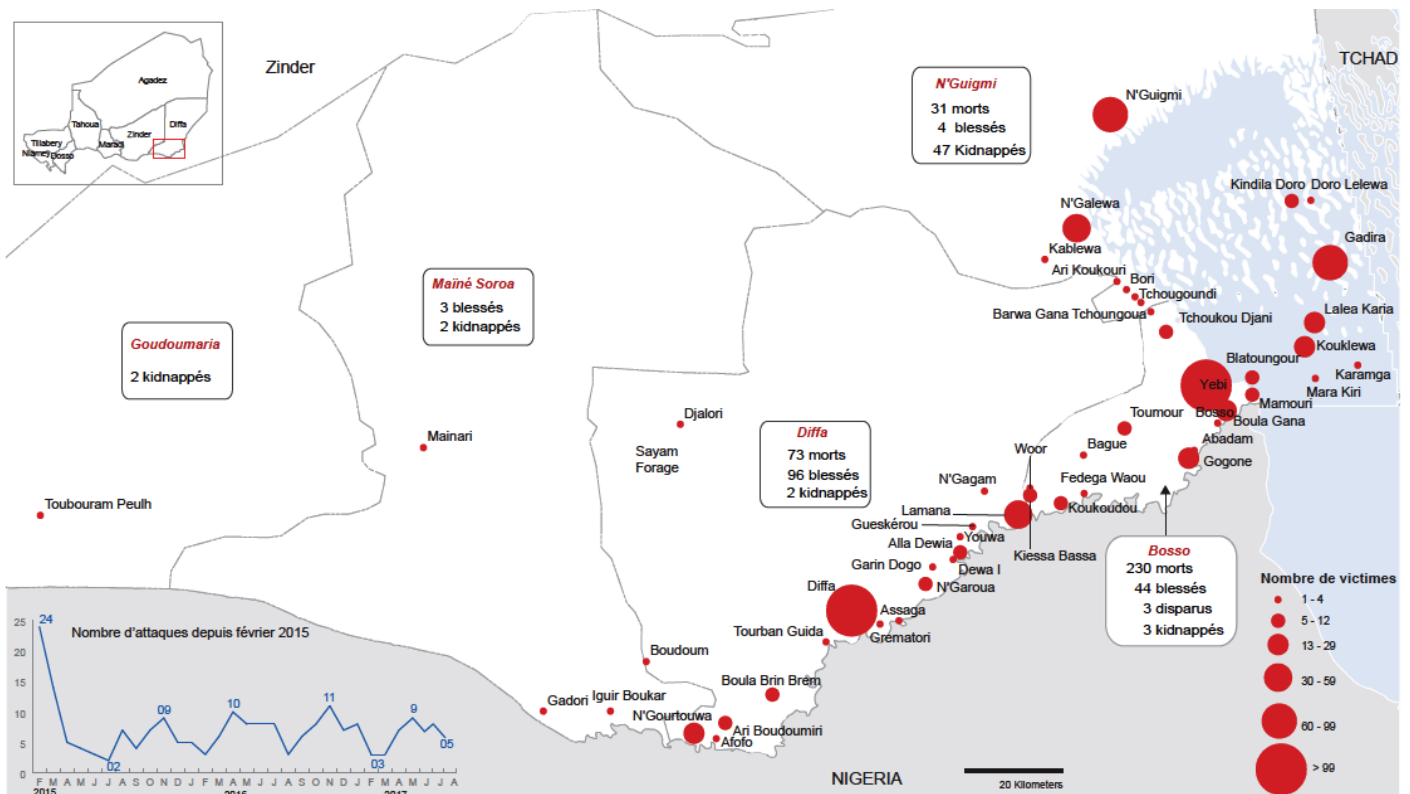 Zinder
TCHAD
Agadez
Tahoua
Diffa
Zinder
Tillabery
Maradi
Niamey
Dosso
N'Guigmi
31 morts
4 blessés
47 Kidnappés
N'Guigmi
Kindila Doro
Doro Lelewa
N'Galewa
Gadira
Kablewa
Ari Koukouri
Bori
Tchougoundi
Barwa Gana
Tchoungoua
Tchoukou Djani
Lalea Karia
Kouklewa
Maïné Soroa
3 blessés
2 kidnappés
Goudoumaria
2 kidnappés
Blatoungour
Karamga
Mara Kiri
Yebi
Mamouri
Bosso
Boula Gana
Toumour
Abadam
Gogone
Bague
Djalori
Sayam
Forage
Mainari
Diffa
73 morts
96 blessés
2 kidnappés
Woor
N'Gagam
Fedega Waou
Toubouram Peulh
Lamana
Koukoudou
Gueskérou
Youwa
Alla Dewia
Kiessa Bassa
Garin Dogo
Dewa I
N'Garoua
Bosso
230 morts
44 blessés
3 disparus
3 kidnappés
Diffa
Assaga
Grematori
Tourban Guida
Boudoum
Boula Brin Brem
Gadori
Iguir Boukar
N'Gourtouwa
Ari Boudoumiri
Afofo
NIGERIA
20 Kilometers
Nombre de victimes
1 - 4
5 - 12
13 - 29
30 - 59
60 - 99
> 99
Nombre d'attaques depuis février 2015
25
20
15
10
5
0
24
02
09
10
11
03
9
05
F M A M J J A S O N D J F M A M J J A S O N D J F M A M J J A
2015
2016
2017